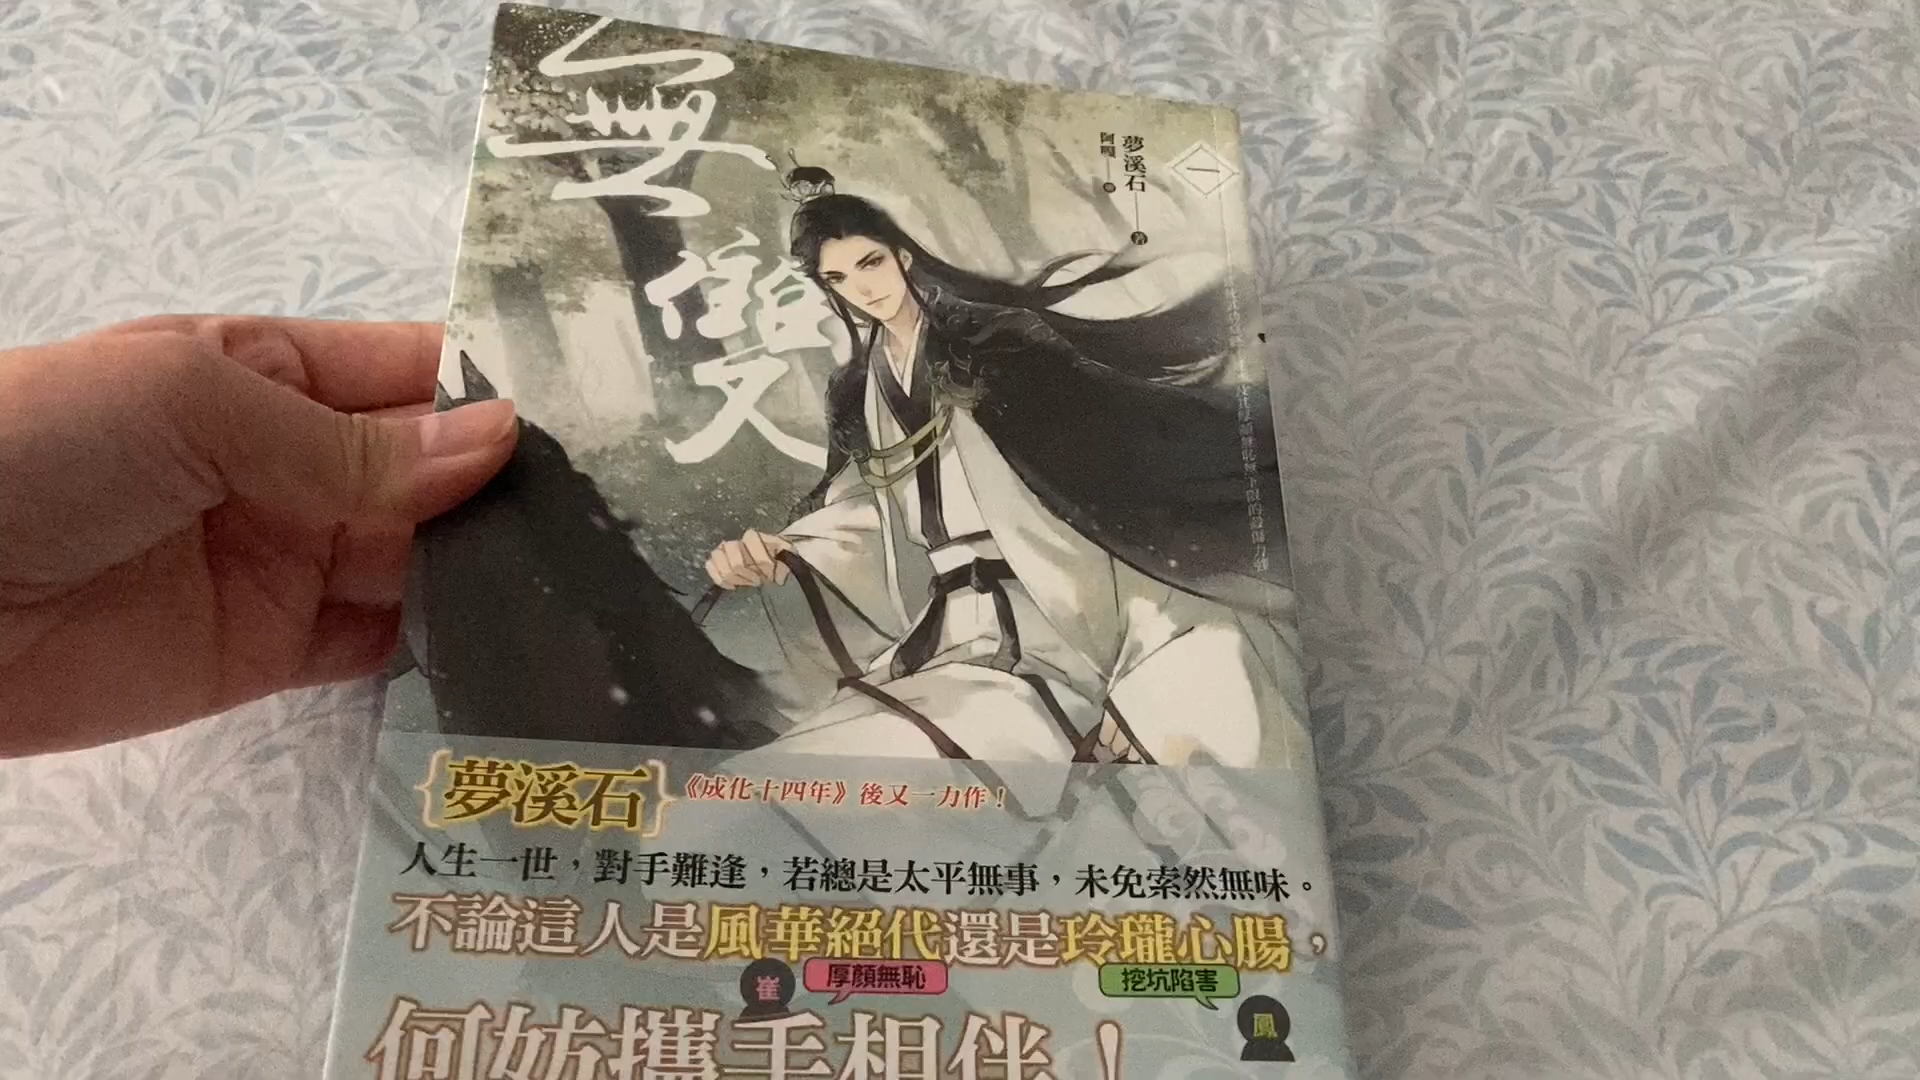 無雙
一
夢溪石
著
阿嘎
{夢溪石}《成化十四年》後又一力作！
人生一世，對手難逢，若總是太平無事，未免索然無味。
不論這人是風華絕代還是玲瓏心腸，
崔
厚顏無恥
挖坑陷害
鳳
何妨攜手相伴！